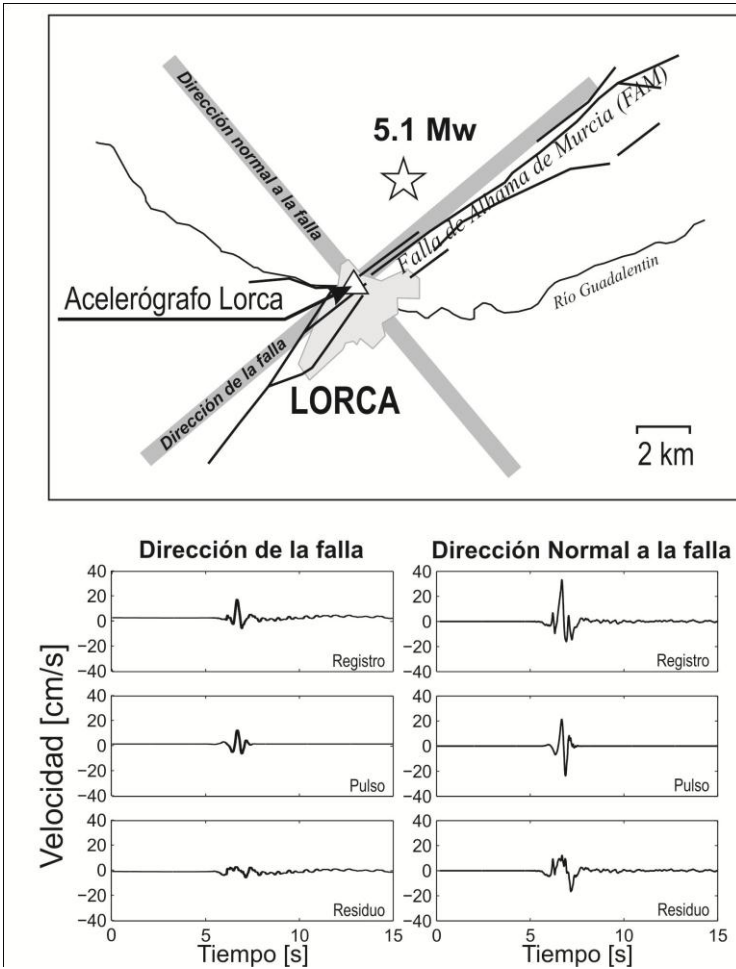 Dirección normal a la falla
5.1 Mw
Falla de Alhama de Murcia (FAM)
Acelerógrafo Lorca
Río Guadalentin
Dirección de la falla
LORCA
2 km
Dirección de la falla
Dirección Normal a la falla
Velocidad [cm/s]
40
20
0
−20
−40
Registro
40
20
0
−20
−40
Registro
40
20
0
−20
−40
Pulso
40
20
0
−20
−40
Pulso
40
20
0
−20
−40
Residuo
40
20
0
−20
−40
Residuo
0 5 10 15
0 5 10 15
Tiempo [s]
Tiempo [s]